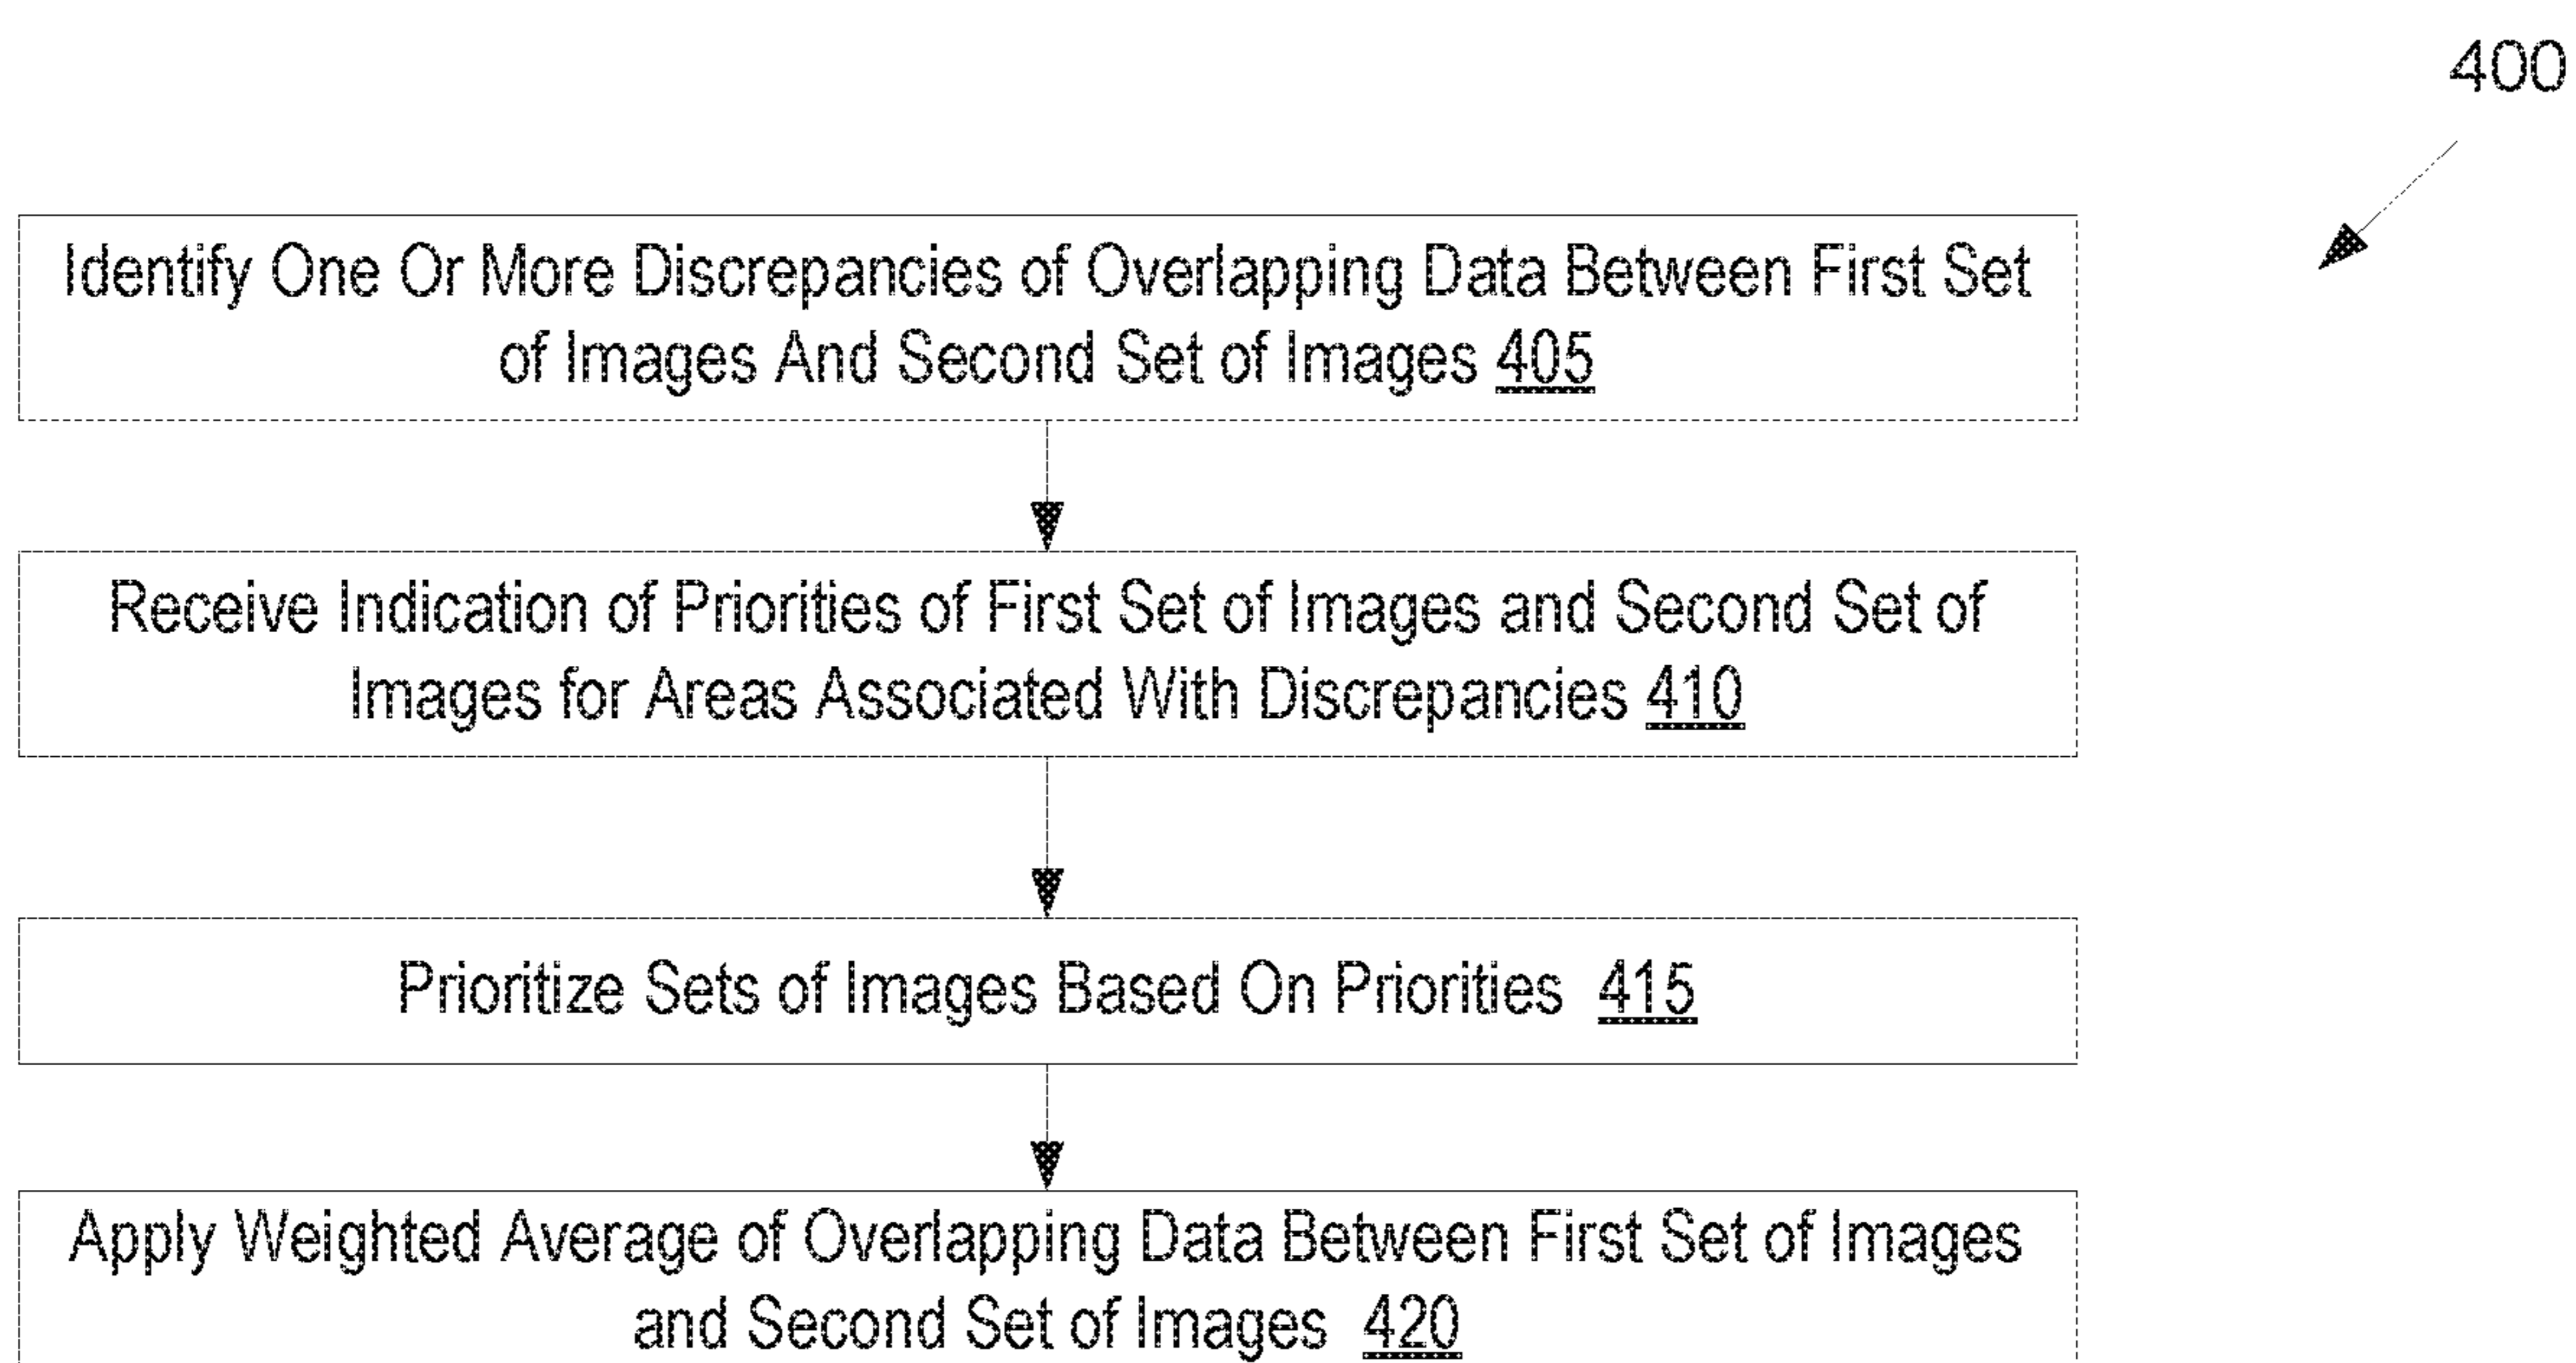 400
Identify One Or More Discrepancies of Overlapping Data Between First Set
of Images And Second Set of Images 405
Receive Indication of Priorities of First Set of Images and Second Set of
Images for Areas Associated With Discrepancies 410
Prioritize Sets of Images Based On Priorities 415
Apply Weighted Average of Overlapping Data Between First Set of Images
and Second Set of Images 420